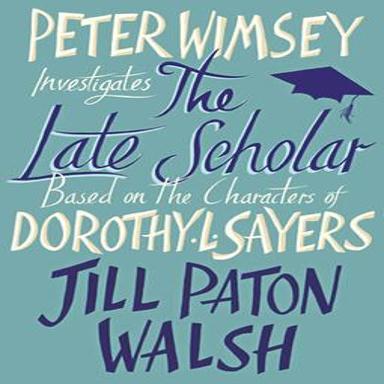 PETER WIMSEY
Investigates The
Late Scholar
Based on The Characters of
DOROTHY·L·SAYERS
JILL PATON
WALSH